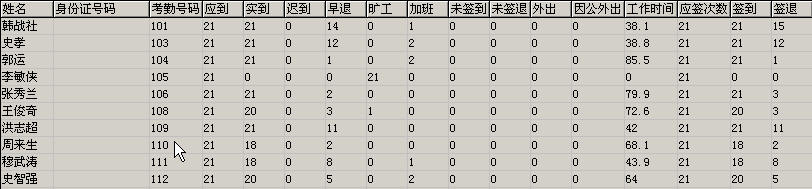 姓名 身份证号码 考勤号码 应到 实到 迟到 早退 旷工 加班 未签到 未签退 外出 因公外出 工作时间 应签次数 签到 签退
韩战社 101 21 21 0 14 0 1 0 0 0 0 38.1 21 21 15
史孝 103 21 21 0 12 0 2 0 0 0 0 38.8 21 21 12
郭运 104 21 21 0 1 0 2 0 0 0 0 85.5 21 21 1
李敏侠 105 21 0 0 0 21 0 0 0 0 0 0 21 0 0
张秀兰 106 21 21 0 2 0 0 0 0 0 0 79.9 21 21 3
王俊奇 108 21 20 0 3 1 0 0 0 0 0 72.6 21 20 3
洪志超 109 21 21 0 11 0 0 0 0 0 0 42 21 21 11
周来生 110 21 18 0 2 0 0 0 0 0 0 68.1 21 18 2
穆武涛 111 21 18 0 8 0 1 0 0 0 0 43.9 21 18 8
史智强 112 21 20 0 5 0 2 0 0 0 0 64 21 20 5